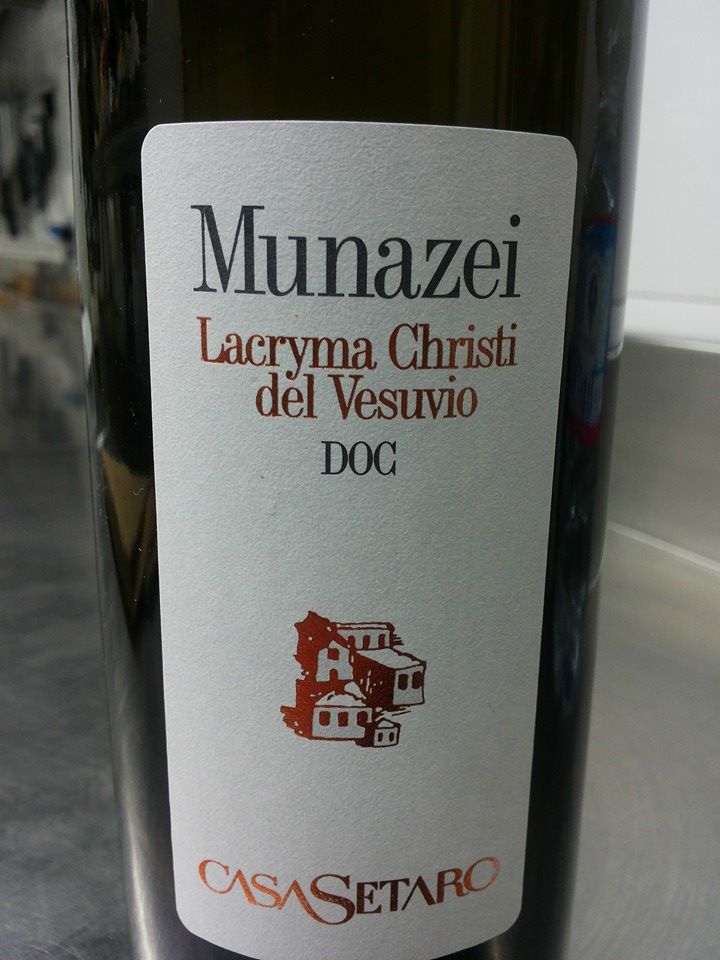 Munazei
Lacryma Christi
del Vesuvio
DOC
CASASETARO